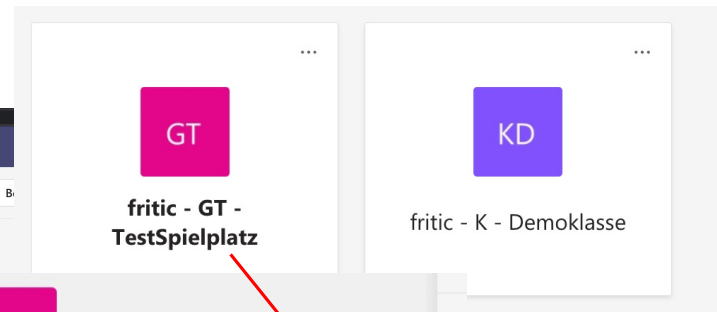 ...
...
GT
KD
fritic - GT -
TestSpielplatz
fritic - K - Demoklasse